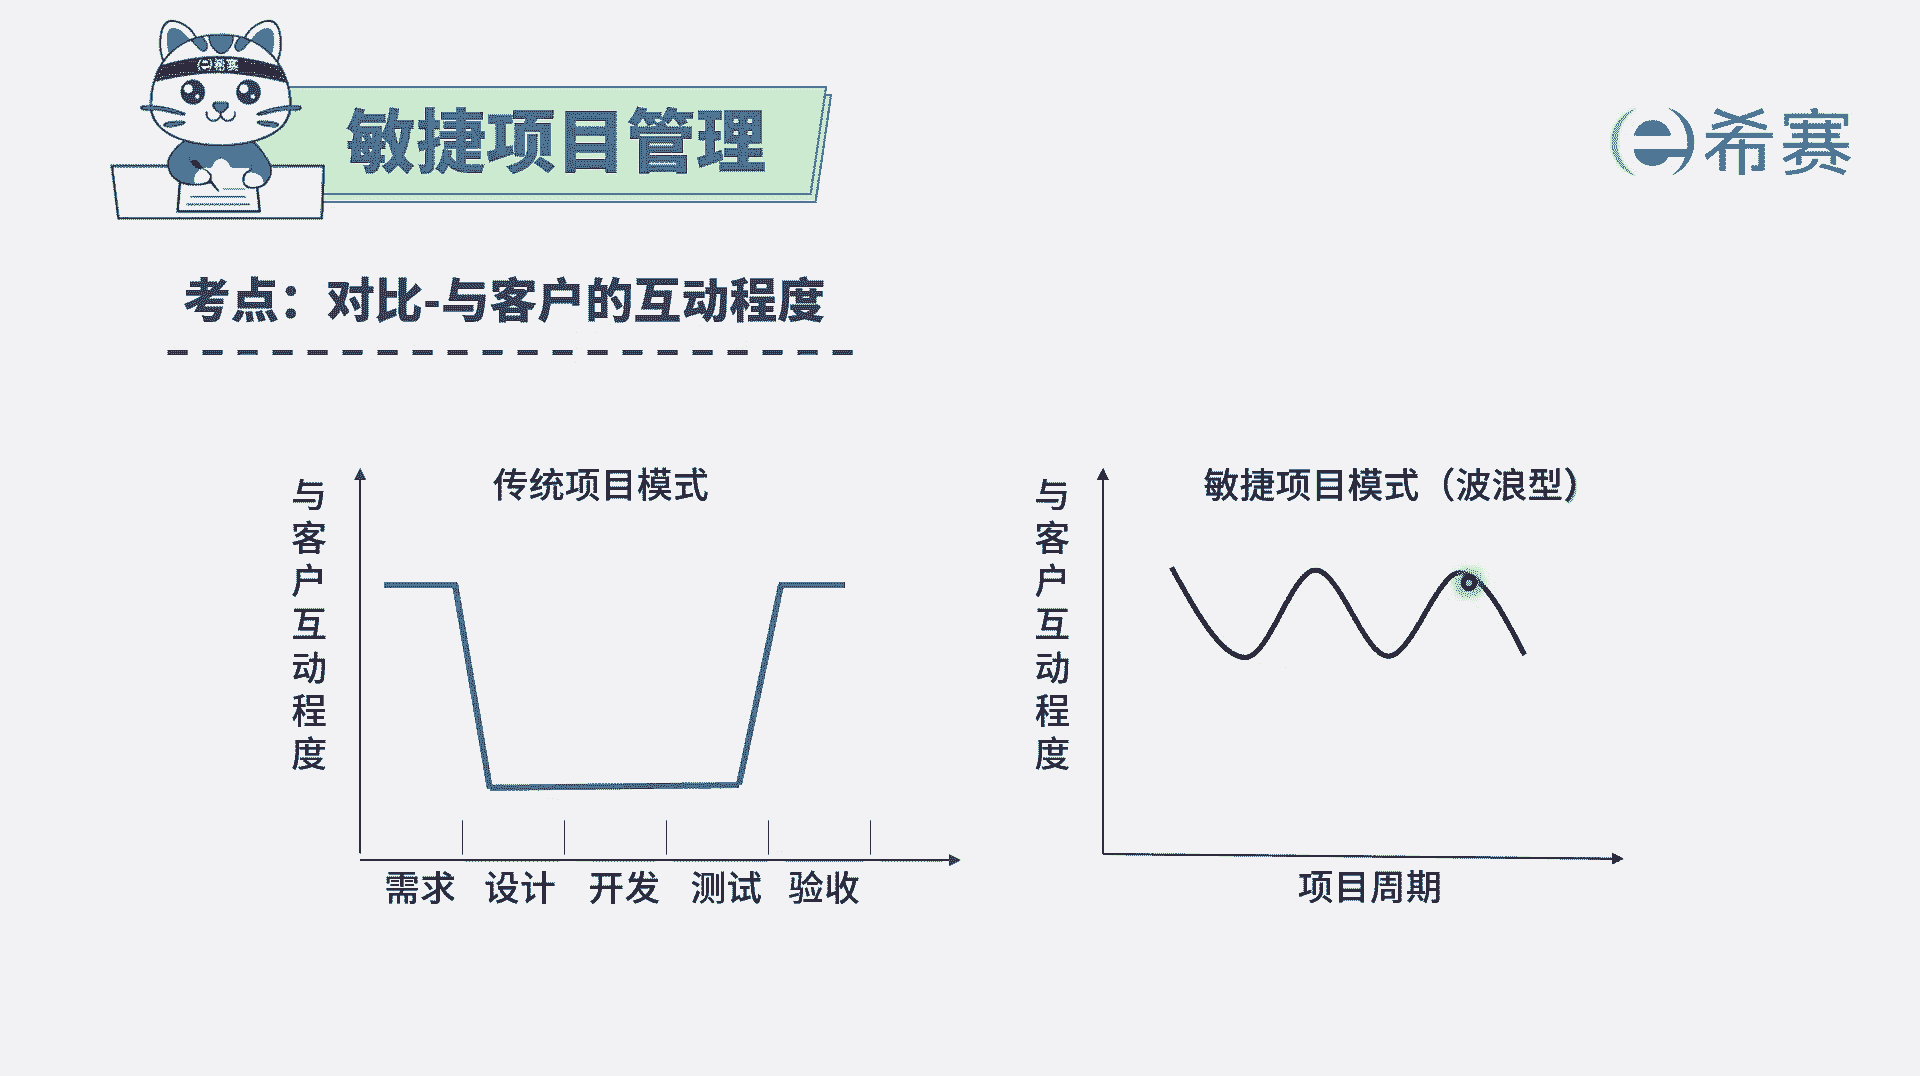 希赛
敏捷项目管理
希赛
考点：对比-与客户的互动程度
与客户互动程度
传统项目模式
需求 设计 开发 测试 验收
与客户互动程度
敏捷项目模式（波浪型）
项目周期